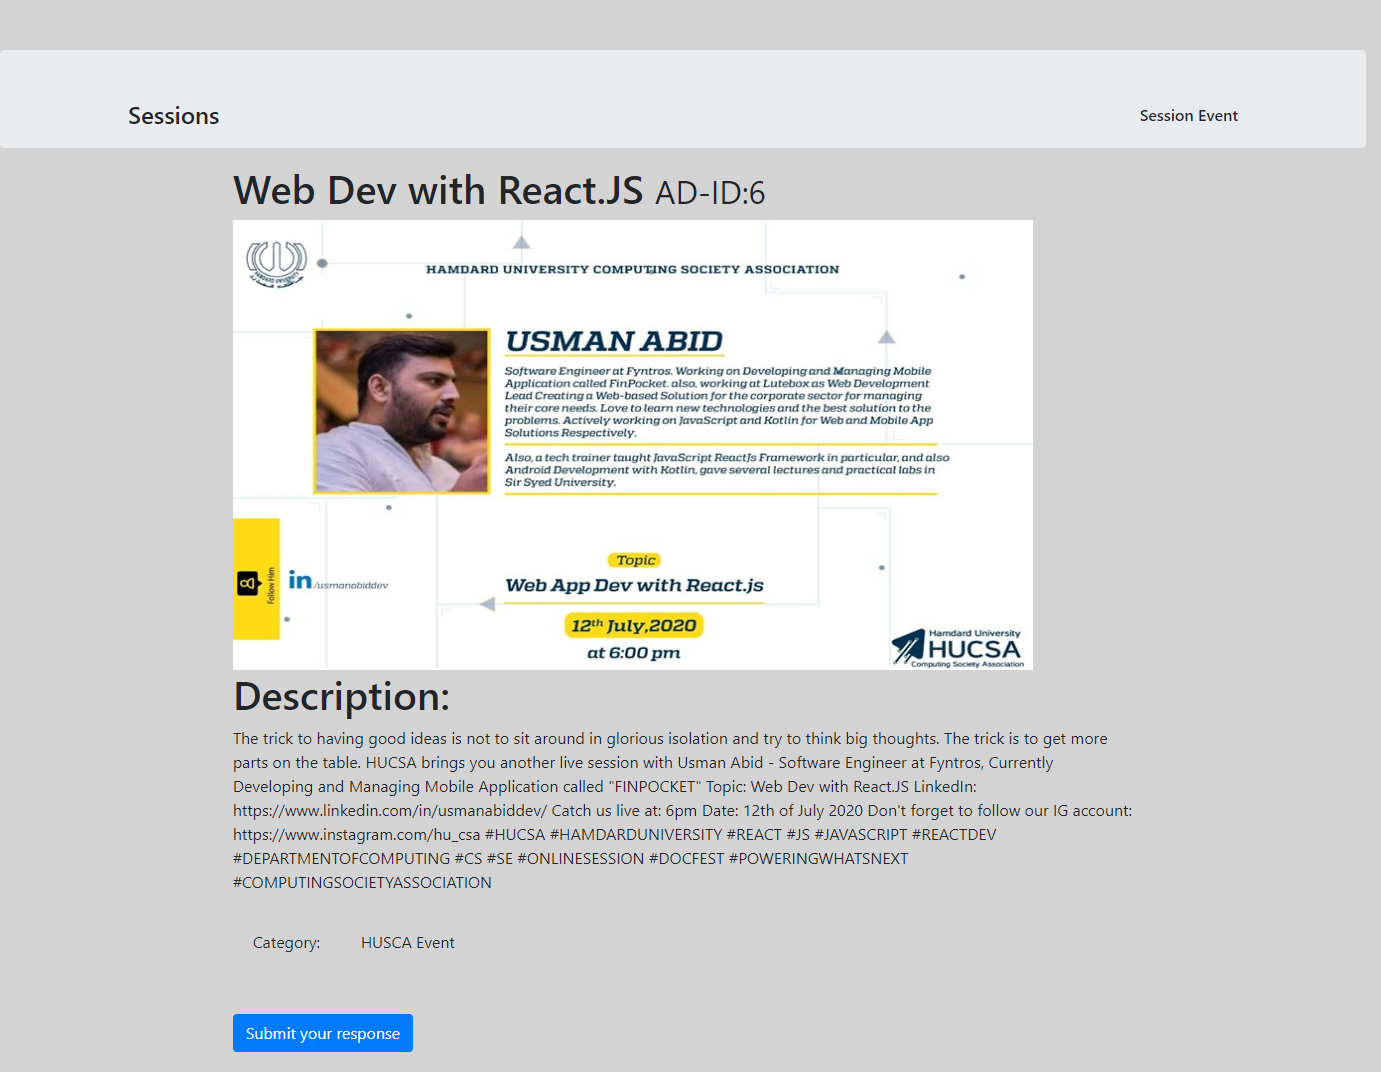 Sessions
Session Event
Web Dev with React.JS AD-ID:6
HAMDARD UNIVERSITY
HAMDARD UNIVERSITY COMPUTING SOCIETY ASSOCIATION
USMAN ABID
Software Engineer at Fyntros. Working on Developing and Managing Mobile
Application called FinPocket. also, working at Lutebox as Web Development
Lead Creating a Web-based Solution for the corporate sector for managing
their core needs. Love to learn new technologies and the best solution to the
problems. Actively working on JavaScript and Kotlin for Web and Mobile App
Solutions Respectively.
Also, a tech trainer taught JavaScript ReactJs Framework in particular, and also
Android Development with Kotlin, gave several lectures and practical labs in
Sir Syed University.
Follow Him
in/usmanabiddev
Topic
Web App Dev with React.js
12th July,2020
at 6:00 pm
Hamdard University
HUCSA
Computing Society Association
Description:
The trick to having good ideas is not to sit around in glorious isolation and try to think big thoughts. The trick is to get more
parts on the table. HUCSA brings you another live session with Usman Abid - Software Engineer at Fyntros, Currently
Developing and Managing Mobile Application called "FINPOCKET" Topic: Web Dev with React.JS LinkedIn:
https://www.linkedin.com/in/usmanabiddev/ Catch us live at: 6pm Date: 12th of July 2020 Don't forget to follow our IG account:
https://www.instagram.com/hu_csa #HUCSA #HAMDARDUNIVERSITY #REACT #JS #JAVASCRIPT #REACTDEV
#DEPARTMENTOFCOMPUTING #CS #SE #ONLINESESSION #DOCFEST #POWERINGWHATSNEXT
#COMPUTINGSOCIETYASSOCIATION
Category: HUSCA Event
Submit your response